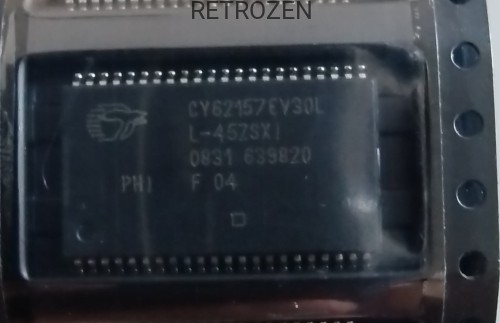 RETROZEN
CY62157EV30L
L-45ZSXI
0831 639820
PHI F 04